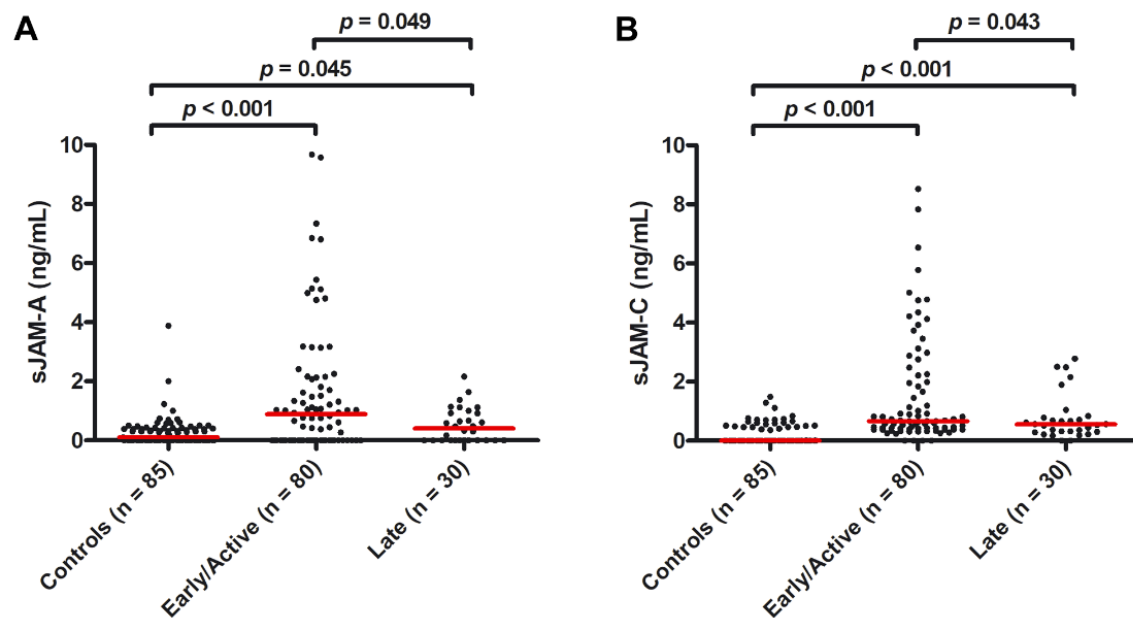 A
p = 0.049
p = 0.045
p < 0.001
sJAM-A (ng/mL)
10
8
6
4
2
0
Controls (n = 85)
Early/Active (n = 80)
Late (n = 30)
B
p = 0.043
p < 0.001
p < 0.001
sJAM-C (ng/mL)
10
8
6
4
2
0
Controls (n = 85)
Early/Active (n = 80)
Late (n = 30)